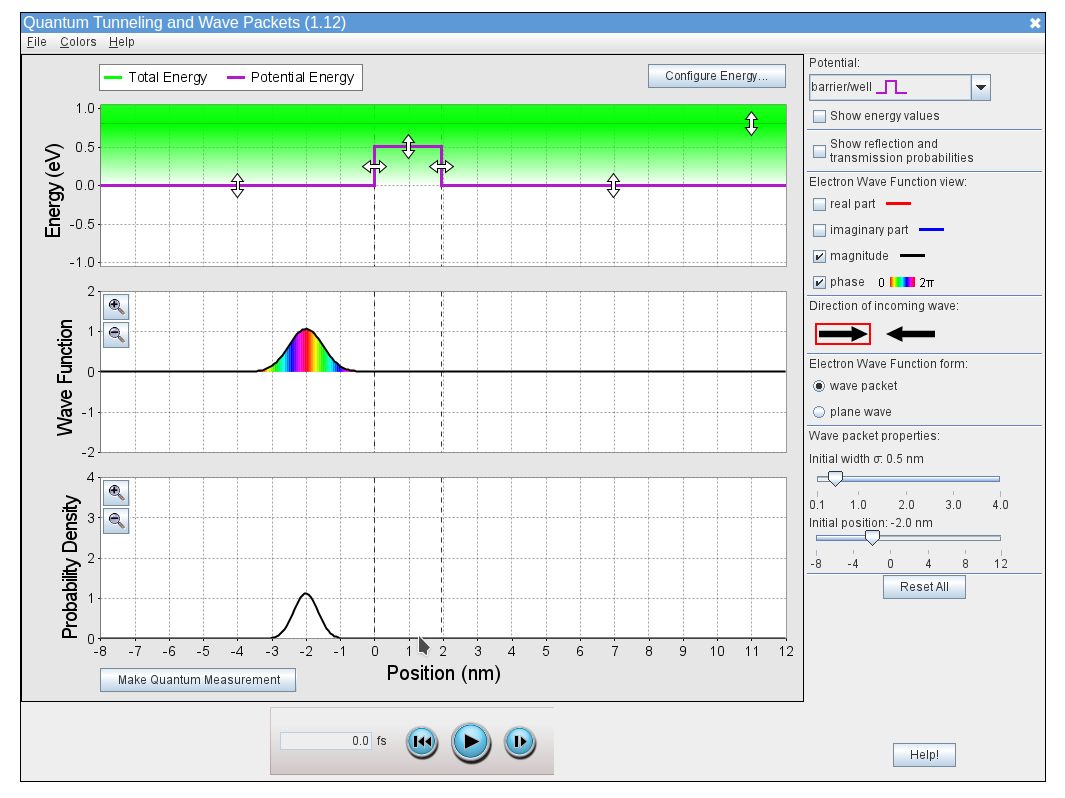 Quantum Tunneling and Wave Packets (1.12)
File Colors Help
Total Energy Potential Energy
Configure Energy...
Energy (eV)
1.0
0.5
0.0
-0.5
-1.0
Wave Function
2
1
0
-1
-2
Probability Density
4
3
2
1
0
-8 -7 -6 -5 -4 -3 -2 -1 0 1 2 3 4 5 6 7 8 9 10 11 12
Position (nm)
Make Quantum Measurement
0.0 fs
Potential:
barrier/well
Show energy values
Show reflection and
transmission probabilities
Electron Wave Function view:
real part
imaginary part
magnitude
phase 0 2π
Direction of incoming wave:
Electron Wave Function form:
wave packet
plane wave
Wave packet properties:
Initial width σ: 0.5 nm
0.1 1.0 2.0 3.0 4.0
Initial position: -2.0 nm
-8 -4 0 4 8 12
Reset All
Help!